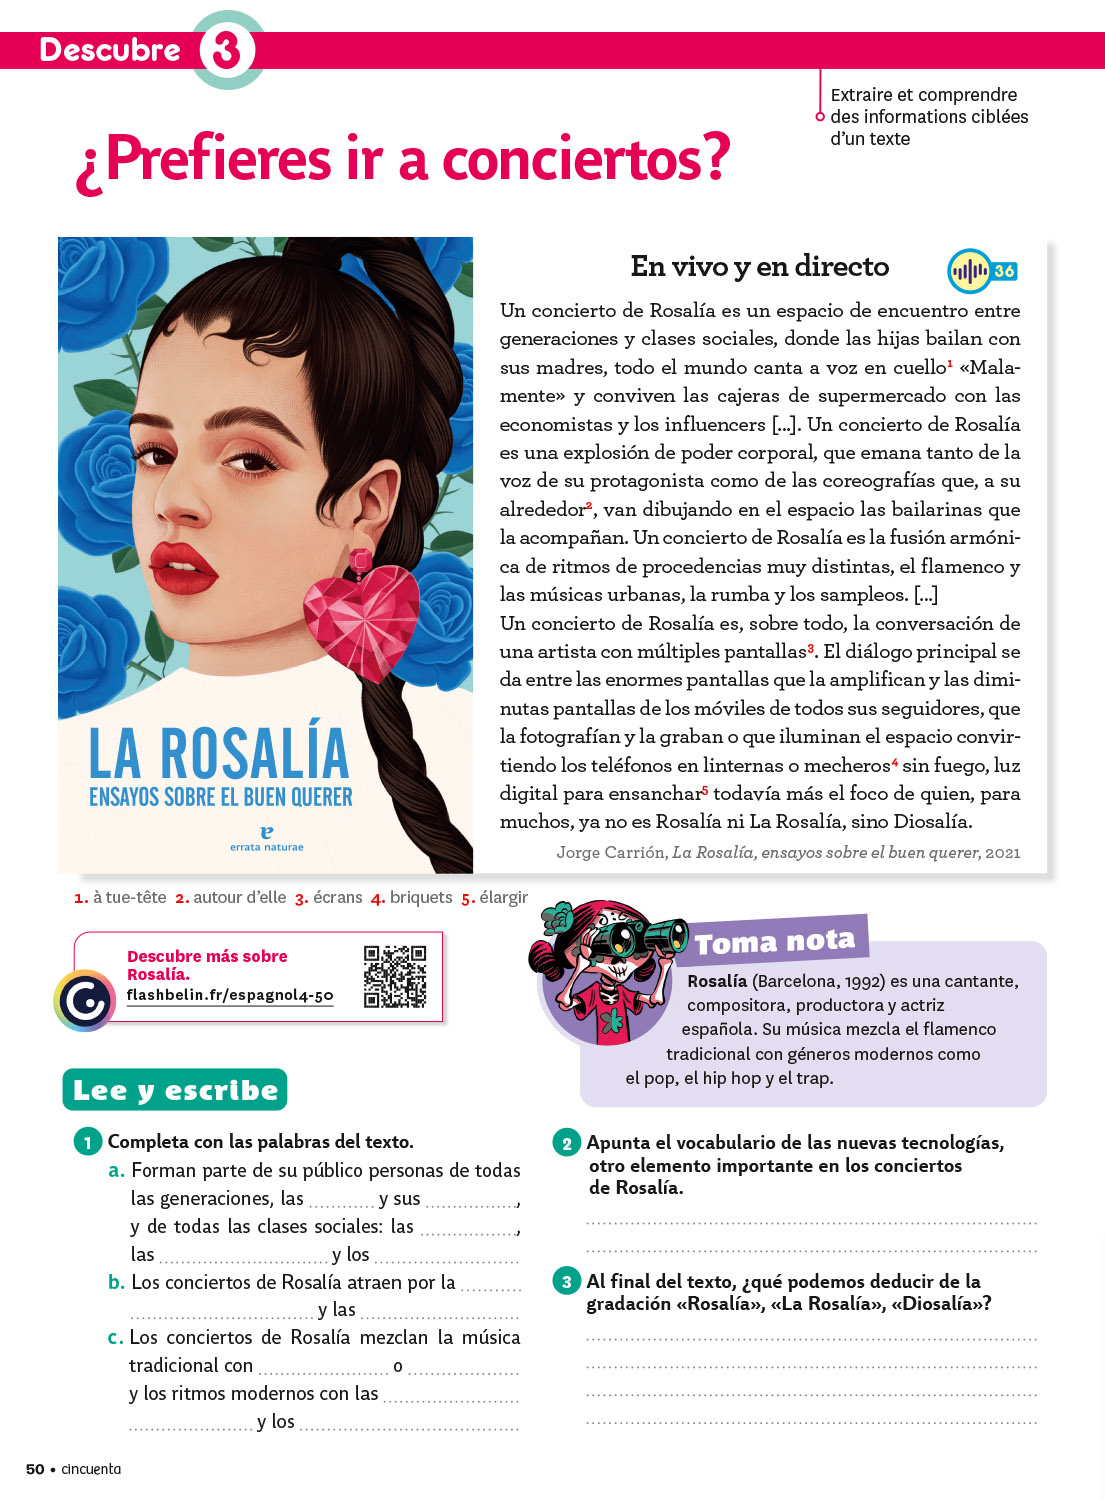 Descubre 3
Extraire et comprendre
des informations ciblées
d'un texte
¿Prefieres ir a conciertos?
LA ROSALÍA
ENSAYOS SOBRE EL BUEN QUERER
e
errata naturae
En vivo y en directo
36
Un concierto de Rosalía es un espacio de encuentro entre
generaciones y clases sociales, donde las hijas bailan con
sus madres, todo el mundo canta a voz en cuello1 «Mala-
mente» y conviven las cajeras de supermercado con las
economistas y los influencers [...]. Un concierto de Rosalía
es una explosión de poder corporal, que emana tanto de la
voz de su protagonista como de las coreografías que, a su
alrededor2, van dibujando en el espacio las bailarinas que
la acompañan. Un concierto de Rosalía es la fusión armóni-
ca de ritmos de procedencias muy distintas, el flamenco y
las músicas urbanas, la rumba y los sampleos. [...]
Un concierto de Rosalía es, sobre todo, la conversación de
una artista con múltiples pantallas3. El diálogo principal se
da entre las enormes pantallas que la amplifican y las dimi-
nutas pantallas de los móviles de todos sus seguidores, que
la fotografían y la graban o que iluminan el espacio convir-
tiendo los teléfonos en linternas o mecheros4 sin fuego, luz
digital para ensanchar5 todavía más el foco de quien, para
muchos, ya no es Rosalía ni La Rosalía, sino Diosalía.
Jorge Carrión, La Rosalía, ensayos sobre el buen querer, 2021
1. à tue-tête 2. autour d'elle 3. écrans 4. briquets 5. élargir
Descubre más sobre
Rosalía.
flashbelin.fr/espagnol4-50
Toma nota
Rosalía (Barcelona, 1992) es una cantante,
compositora, productora y actriz
española. Su música mezcla el flamenco
tradicional con géneros modernos como
el pop, el hip hop y el trap.
Lee y escribe
1 Completa con las palabras del texto.
a. Forman parte de su público personas de todas
las generaciones, las .......... y sus ..............,
y de todas las clases sociales: las ..............,
las .......................... y los ......................
b. Los conciertos de Rosalía atraen por la ..........
............................ y las ........................
c. Los conciertos de Rosalía mezclan la música
tradicional con .................... o .................
y los ritmos modernos con las .....................
................... y los ..................................
2 Apunta el vocabulario de las nuevas tecnologías,
otro elemento importante en los conciertos
de Rosalía.
3 Al final del texto, ¿qué podemos deducir de la
gradación «Rosalía», «La Rosalía», «Diosalía»?
50 • cincuenta